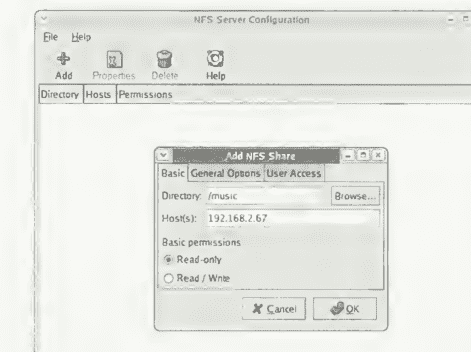 NFS Server Configuration
File Help
Add Properties Delete Help
Directory Hosts Permissions
Add NFS Share
Basic General Options User Access
Directory: /music Browse...
Host(s): 192.168.2.67
Basic permissions
Read-only
Read / Write
Cancel OK